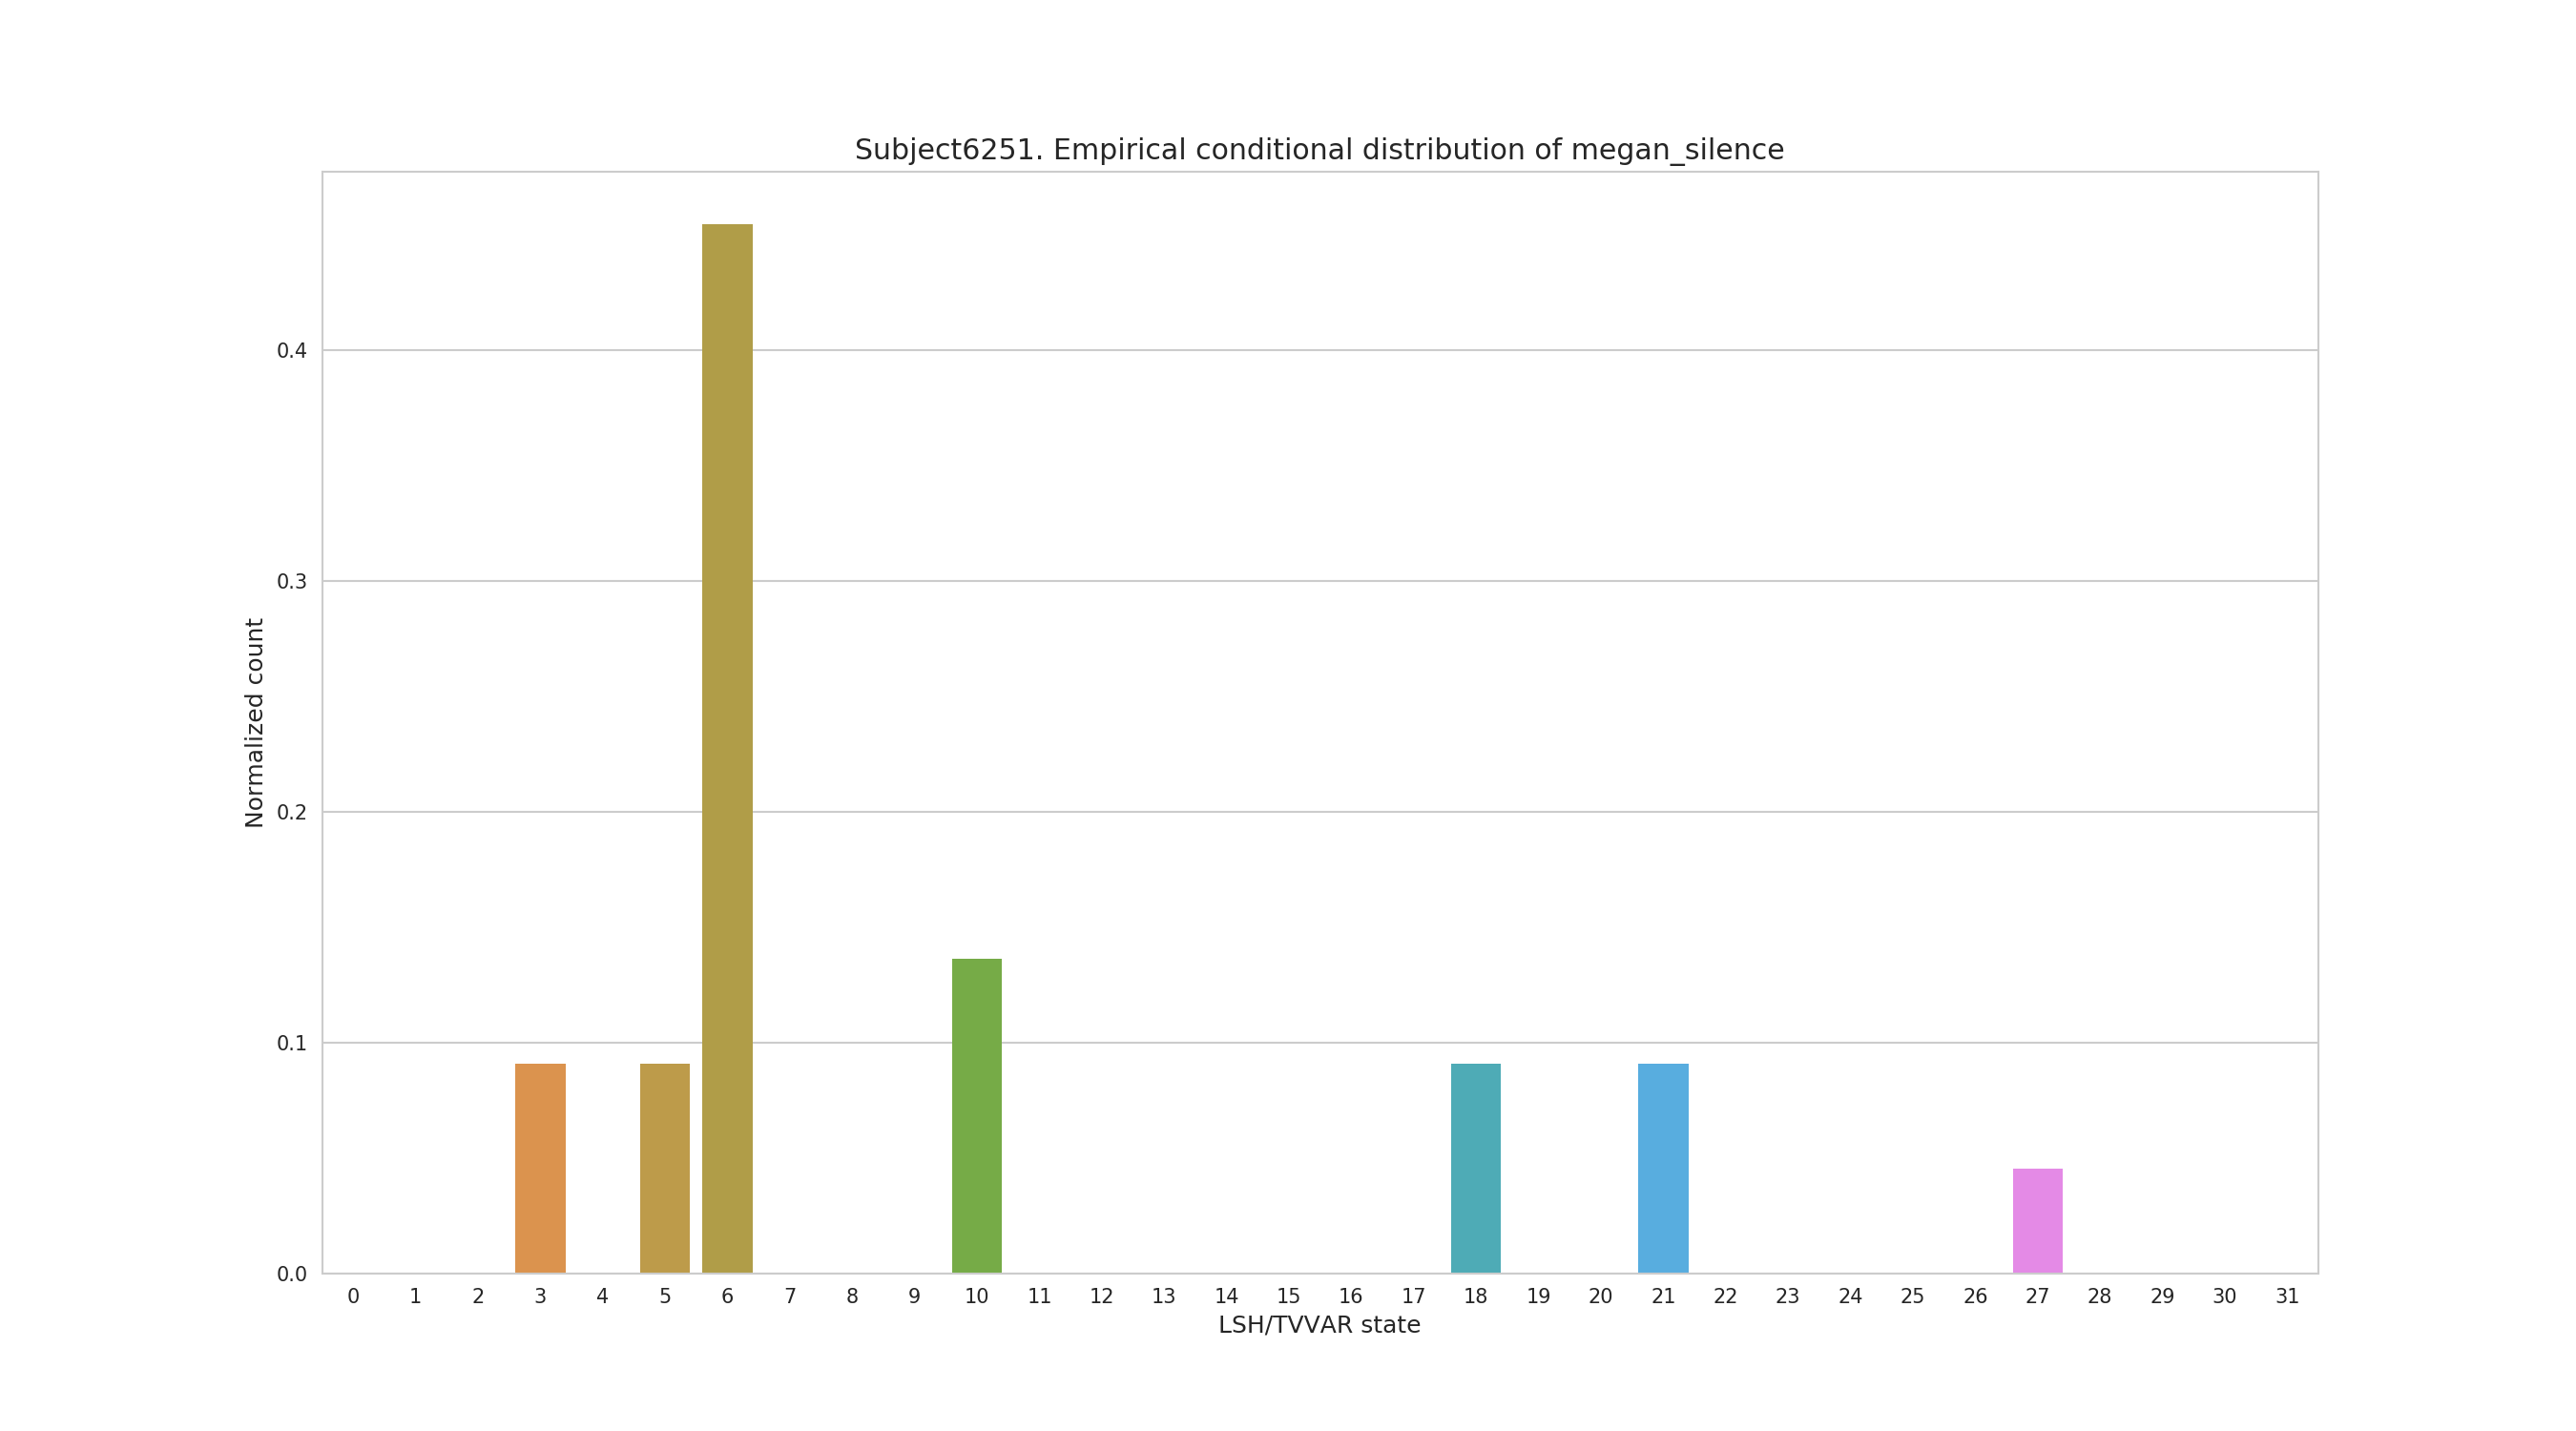 Subject6251. Empirical conditional distribution of megan_silence
0.4
0.3
0.2
0.1
0.0
Normalized count
0 1 2 3 4 5 6 7 8 9 10 11 12 13 14 15 16 17 18 19 20 21 22 23 24 25 26 27 28 29 30 31
LSH/TVVAR state